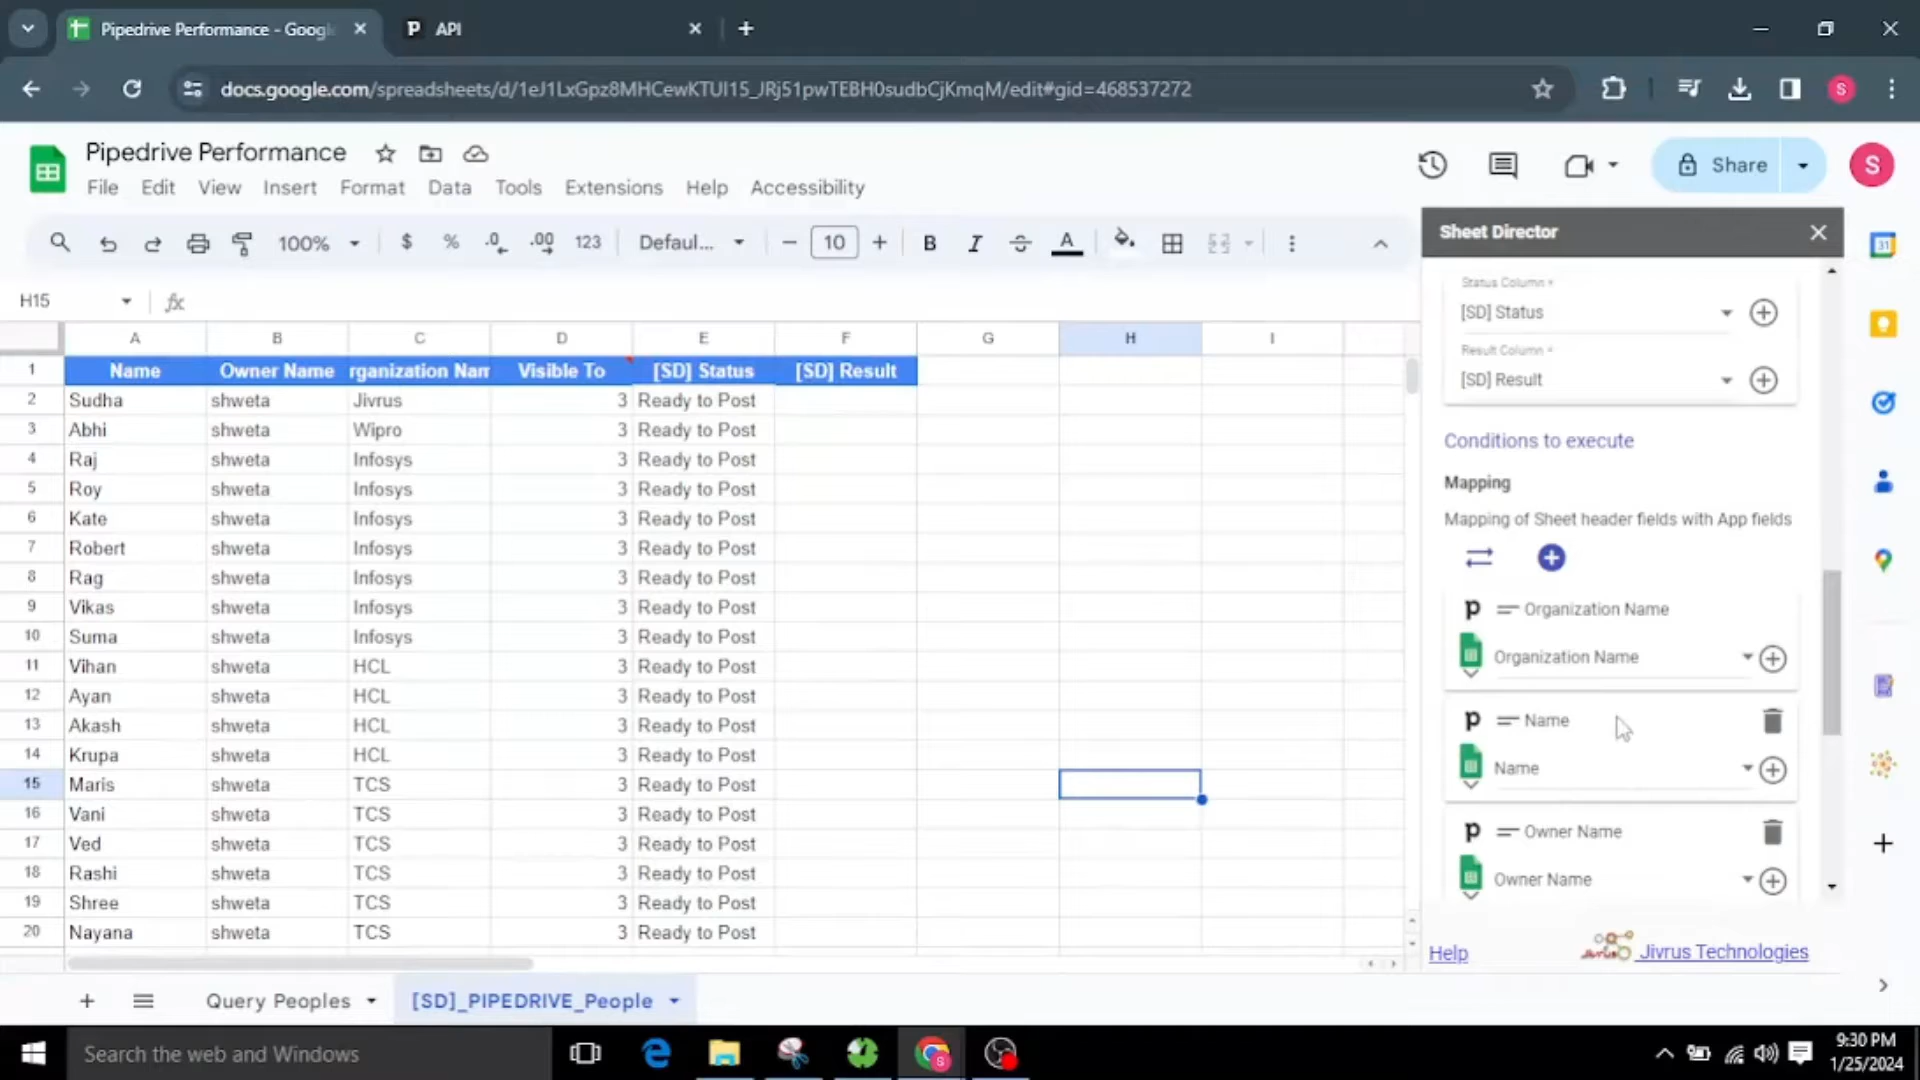 Pipedrive Performance - Googl
API
docs.google.com/spreadsheets/d/1eJ1LxGpz8MHCewKTUI15_JRj51pwTEBH0sudbCjKmqM/edit#gid=468537272
S
Pipedrive Performance
File Edit View Insert Format Data Tools Extensions Help Accessibility
Share
S
100% $ % .0 .00 123 Defaul... 10 B I A
H15 fx
A B C D E F G H I
1 Name Owner Name rganization Nam Visible To [SD] Status [SD] Result
2 Sudha shweta Jivrus 3 Ready to Post
3 Abhi shweta Wipro 3 Ready to Post
4 Raj shweta Infosys 3 Ready to Post
5 Roy shweta Infosys 3 Ready to Post
6 Kate shweta Infosys 3 Ready to Post
7 Robert shweta Infosys 3 Ready to Post
8 Rag shweta Infosys 3 Ready to Post
9 Vikas shweta Infosys 3 Ready to Post
10 Suma shweta Infosys 3 Ready to Post
11 Vihan shweta HCL 3 Ready to Post
12 Ayan shweta HCL 3 Ready to Post
13 Akash shweta HCL 3 Ready to Post
14 Krupa shweta HCL 3 Ready to Post
15 Maris shweta TCS 3 Ready to Post
16 Vani shweta TCS 3 Ready to Post
17 Ved shweta TCS 3 Ready to Post
18 Rashi shweta TCS 3 Ready to Post
19 Shree shweta TCS 3 Ready to Post
20 Nayana shweta TCS 3 Ready to Post
Sheet Director
Status Column *
[SD] Status
Result Column *
[SD] Result
Conditions to execute
Mapping
Mapping of Sheet header fields with App fields
Organization Name
Organization Name
Name
Name
Owner Name
Owner Name
Help
Jivrus Technologies
31
Query Peoples
[SD]_PIPEDRIVE_People
Search the web and Windows
9:30 PM
1/25/2024